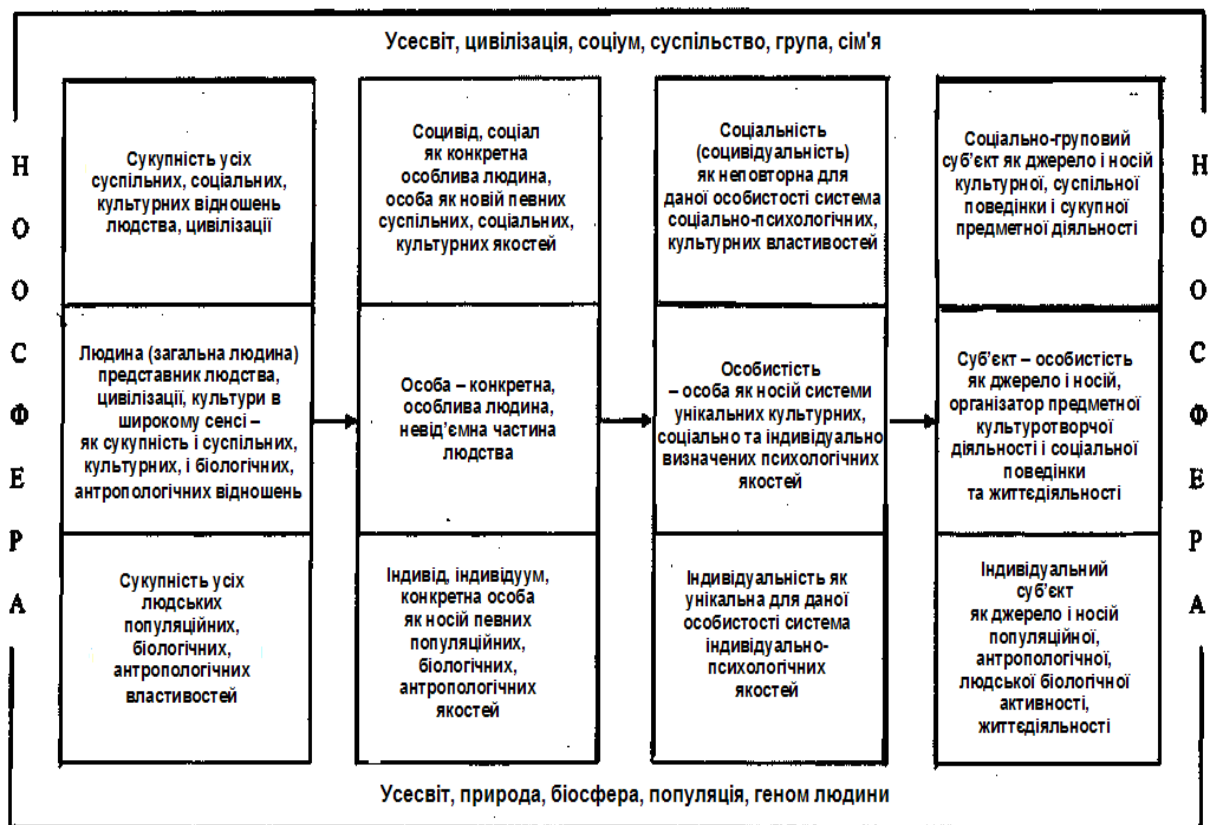 Усесвіт, цивілізація, соціум, суспільство, група, сім'я
Н
О
О
С
Ф
Е
Р
А
Сукупність усіх
суспільних, соціальних,
культурних відношень
людства, цивілізації
Социвід, соціал
як конкретна
особлива людина,
особа як новій певних
суспільних, соціальних,
культурних якостей
Соціальність
(социвідуальність)
як неповторна для
даної особистості система
соціально-психологічних,
культурних властивостей
Соціально-груповий
суб’єкт як джерело і носій
культурної, суспільної
поведінки і сукупної
предметної діяльності
Людина (загальна людина)
представник людства,
цивілізації, культури в
широкому сенсі –
як сукупність і суспільних,
культурних, і біологічних,
антропологічних відношень
Особа – конкретна,
особлива людина,
невід’ємна частина
людства
Особистість
– особа як носій системи
унікальних культурних,
соціально та індивідуально
визначених психологічних
якостей
Суб’єкт – особистість
як джерело і носій,
організатор предметної
культуротворчої
діяльності і соціальної
поведінки
та життєдіяльності
Сукупність усіх
людських
популяційних,
біологічних,
антропологічних
властивостей
Індивід, індивідуум,
конкретна особа
як носій певних
популяційних,
біологічних,
антропологічних
якостей
Індивідуальність як
унікальна для даної
особистості система
індивідуально-
психологічних
якостей
Індивідуальний
суб’єкт
як джерело і носій
популяційної,
антропологічної,
людської біологічної
активності,
життєдіяльності
Н
О
О
С
Ф
Е
Р
А
Усесвіт, природа, біосфера, популяція, геном людини